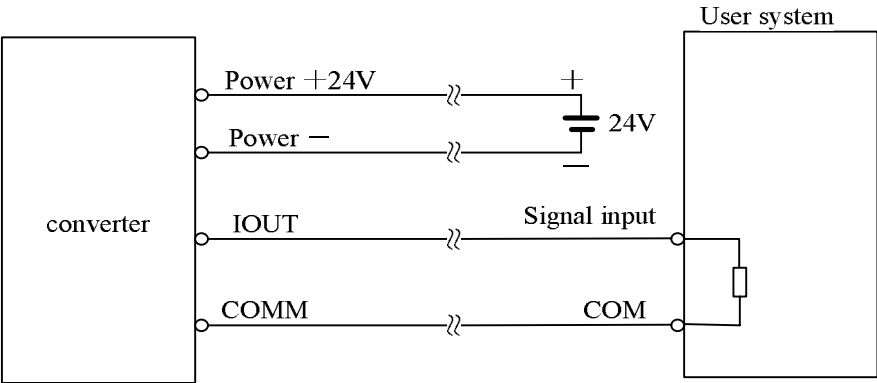 User system
Power +24V
+
24V
Power −
−
converter
IOUT
Signal input
COMM
COM